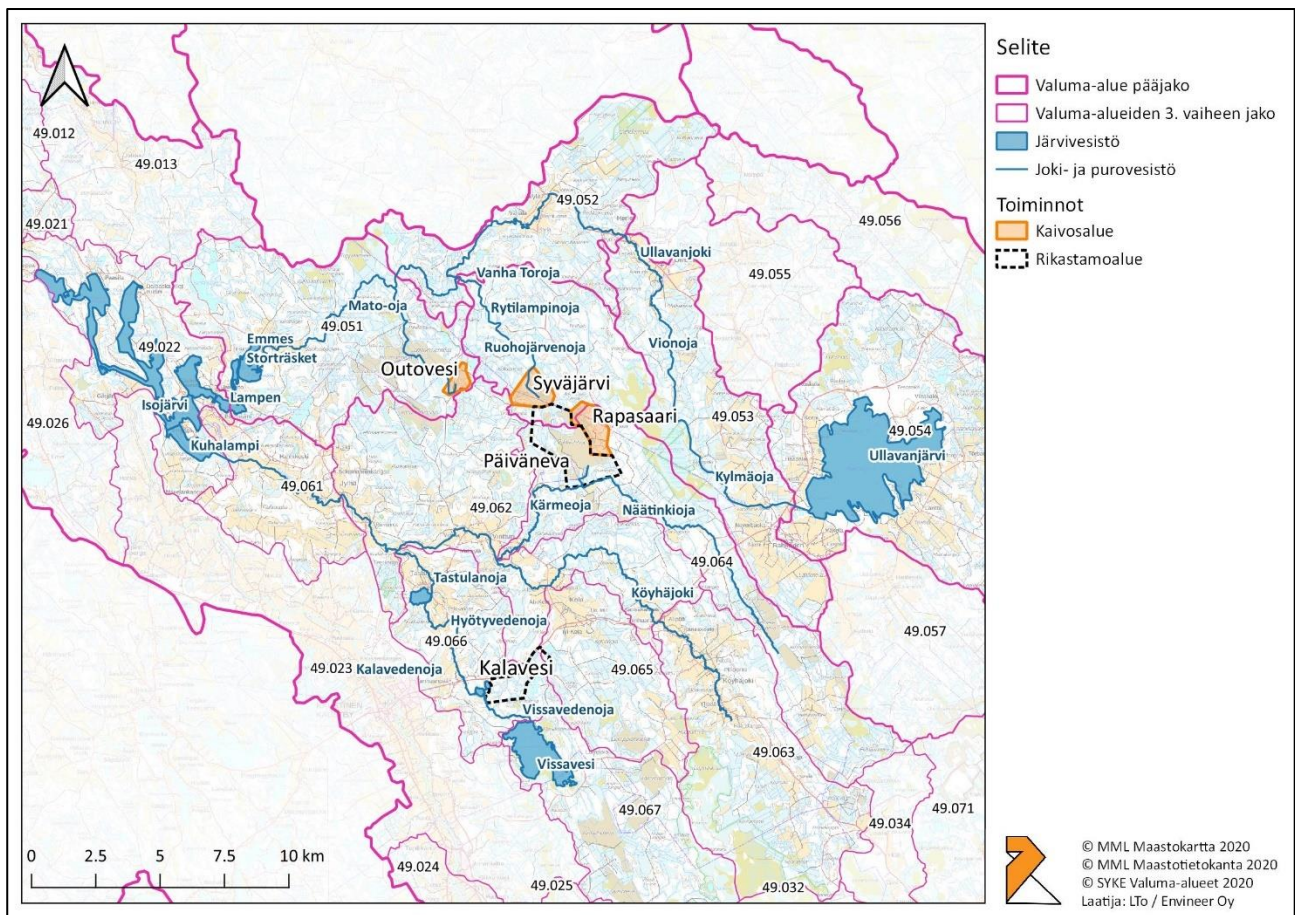 49.012
49.013
49.021
49.052
49.056
49.055
Ullavanjoki
Vanha Toroja
Mato-oja
Rytilampinoja
49.051
Vionoja
49.022
Emmes
Storträsket
Ruohojärvenoja
Outovesi
Syväjärvi
Lampen
Isojärvi
Rapasaari
49.053
49.026
49.054
Kuhalampi
Ullavanjärvi
Päiväneva
Kylmäoja
49.061
49.062
Kärmeoja
Näätinkioja
49.064
Tastulanoja
Köyhäjoki
Hyötyvedenoja
49.066
49.057
49.023
Kalavedenoja
Kalavesi
49.065
Vissavedenoja
49.063
Vissavesi
49.071
49.067
49.034
49.024
49.025
49.032
0 2.5 5 7.5 10 km
Selite
Valuma-alue pääjako
Valuma-alueiden 3. vaiheen jako
Järvivesistö
Joki- ja purovesistö
Toiminnot
Kaivosalue
Rikastamoalue
© MML Maastokartta 2020
© MML Maastotietokanta 2020
© SYKE Valuma-alueet 2020
Laatija: LTo / Envineer Oy